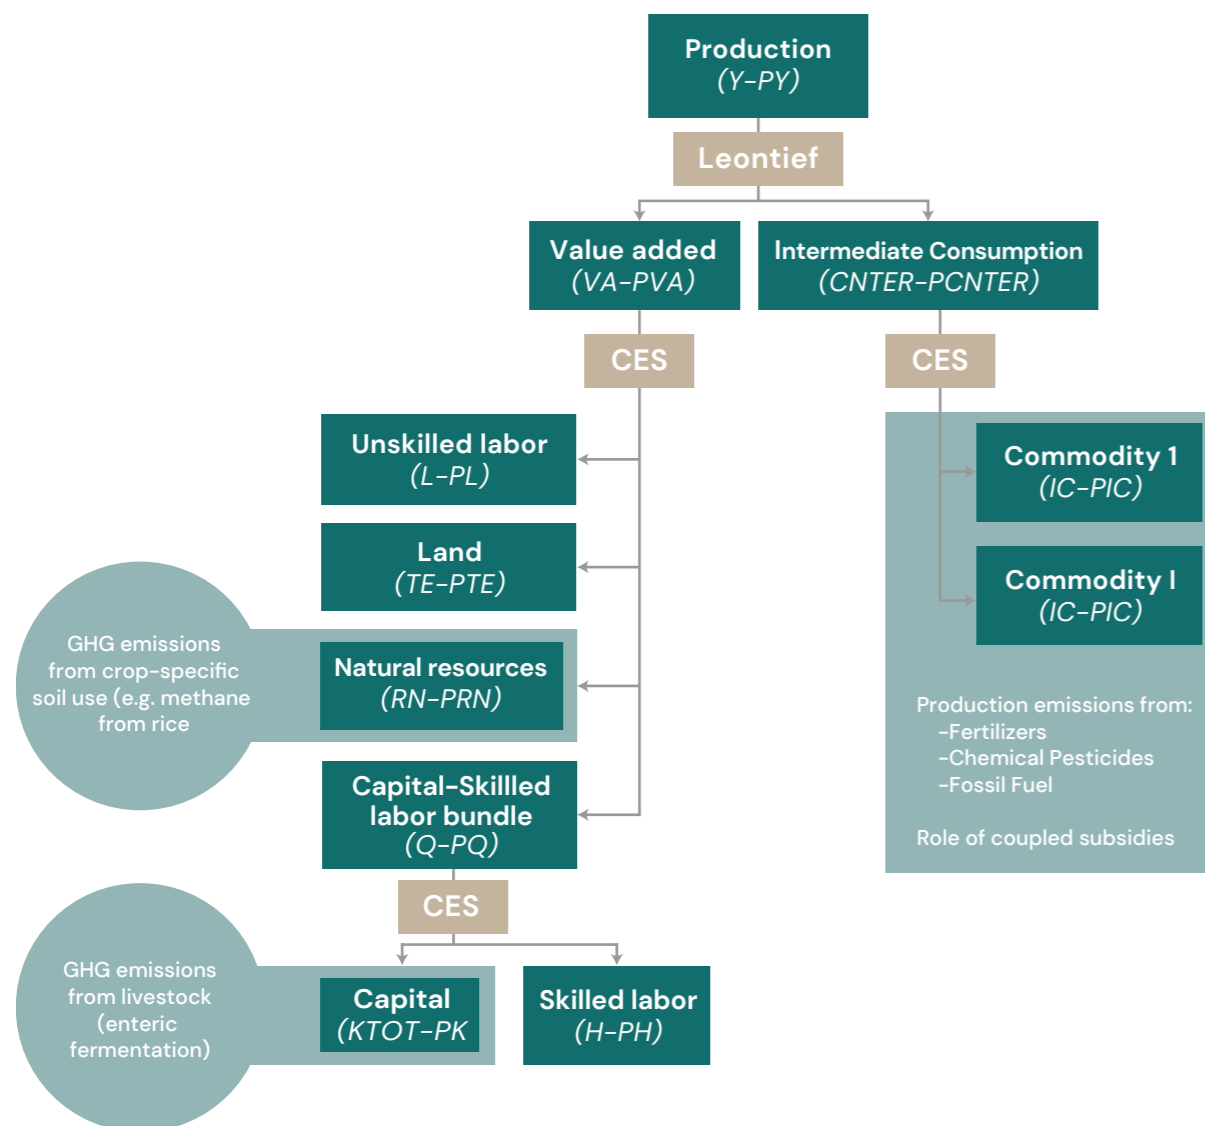 Production
(Y-PY)
Leontief
Value added
(VA-PVA)
Intermediate Consumption
(CNTER-PCNTER)
CES
CES
Unskilled labor
(L-PL)
Land
(TE-PTE)
GHG emissions
from crop-specific
soil use (e.g. methane
from rice
Natural resources
(RN-PRN)
Capital-Skillled
labor bundle
(Q-PQ)
CES
GHG emissions
from livestock
(enteric
fermentation)
Capital
(KTOT-PK
Skilled labor
(H-PH)
Commodity 1
(IC-PIC)
Commodity I
(IC-PIC)
Production emissions from:
-Fertilizers
-Chemical Pesticides
-Fossil Fuel
Role of coupled subsidies